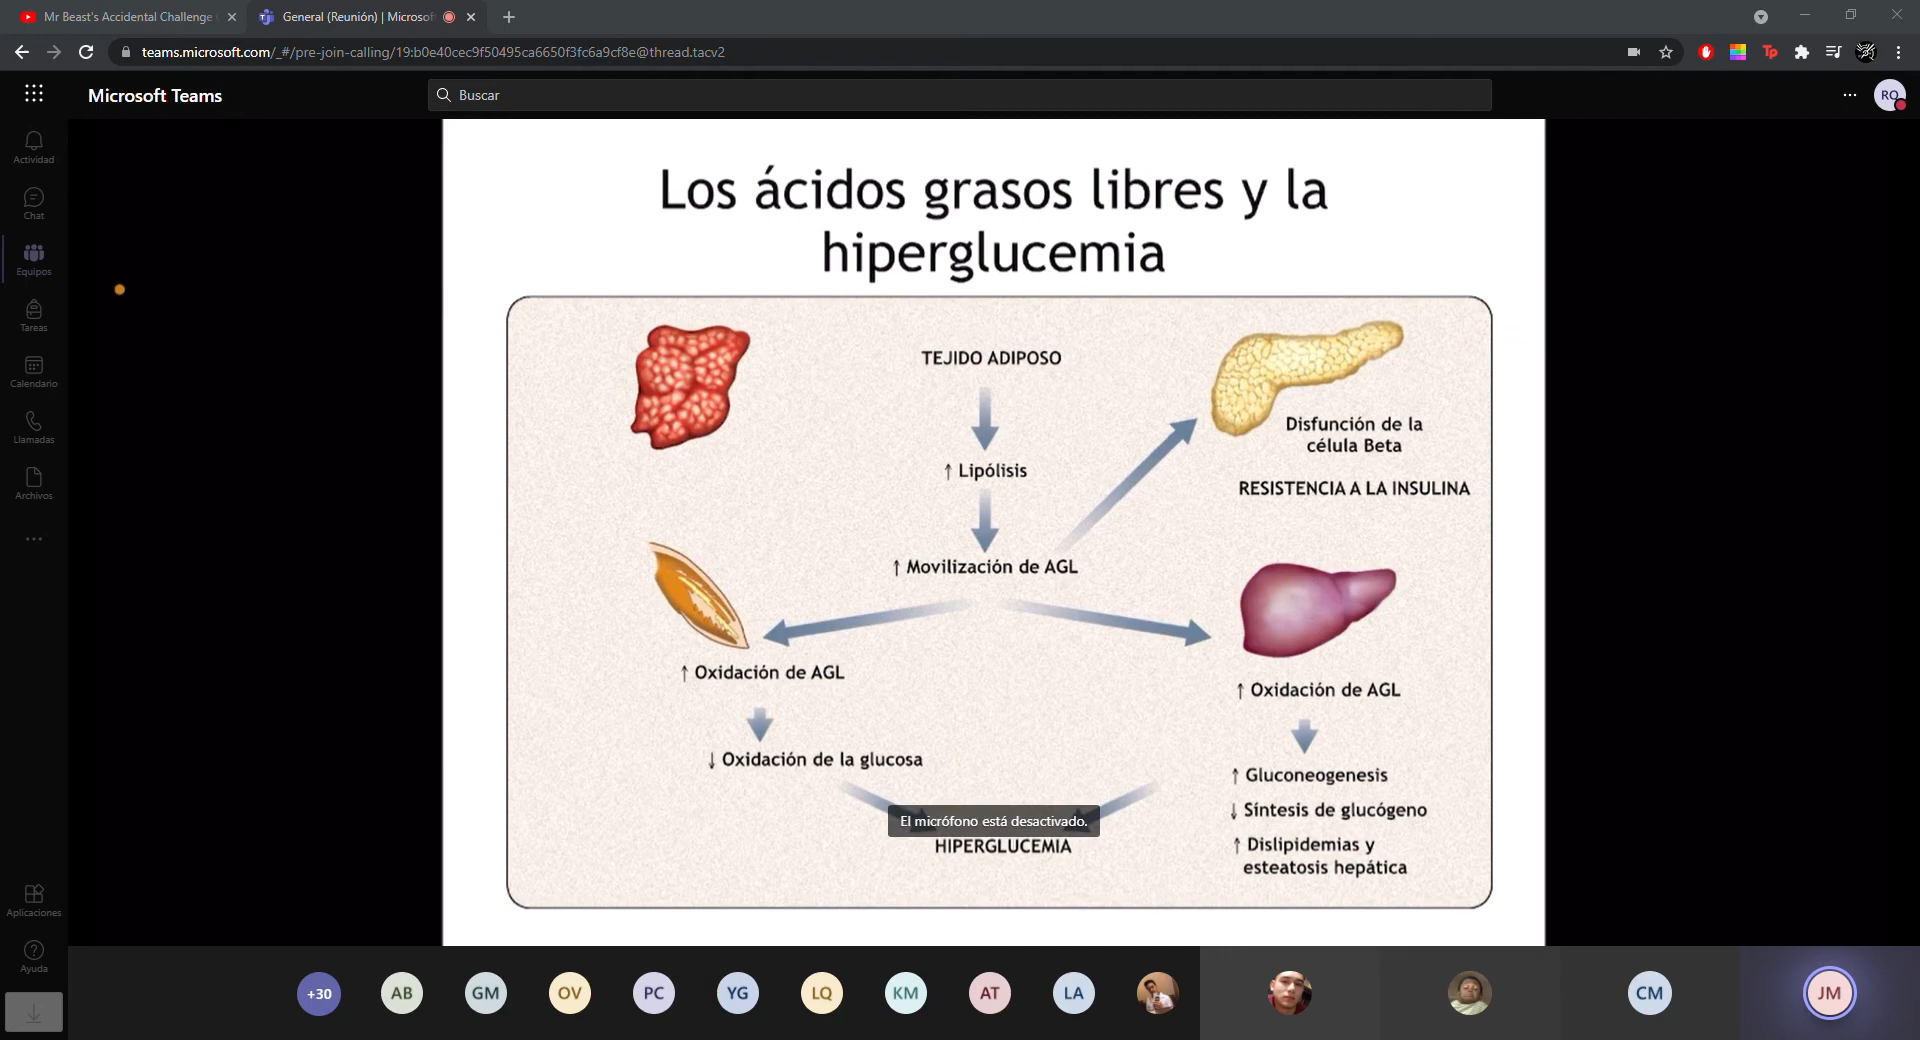 Mr Beast's Accidental Challenge
General (Reunión) | Microsof
teams.microsoft.com/_#/pre-join-calling/19:b0e40cec9f50495ca6650f3fc6a9cf8e@thread.tacv2
Microsoft Teams
Buscar
RO
Actividad
Chat
Equipos
Tareas
Calendario
Llamadas
Archivos
Aplicaciones
Ayuda
Los ácidos grasos libres y la
hiperglucemia
TEJIDO ADIPOSO
↑ Lipólisis
↑ Movilización de AGL
Disfunción de la
célula Beta
RESISTENCIA A LA INSULINA
↑ Oxidación de AGL
↓ Oxidación de la glucosa
↑ Oxidación de AGL
↑ Gluconeogenesis
↓ Síntesis de glucógeno
↑ Dislipidemias y
esteatosis hepática
El micrófono está desactivado.
HIPERGLUCEMIA
+30
AB
GM
OV
PC
YG
LQ
KM
AT
LA
CM
JM